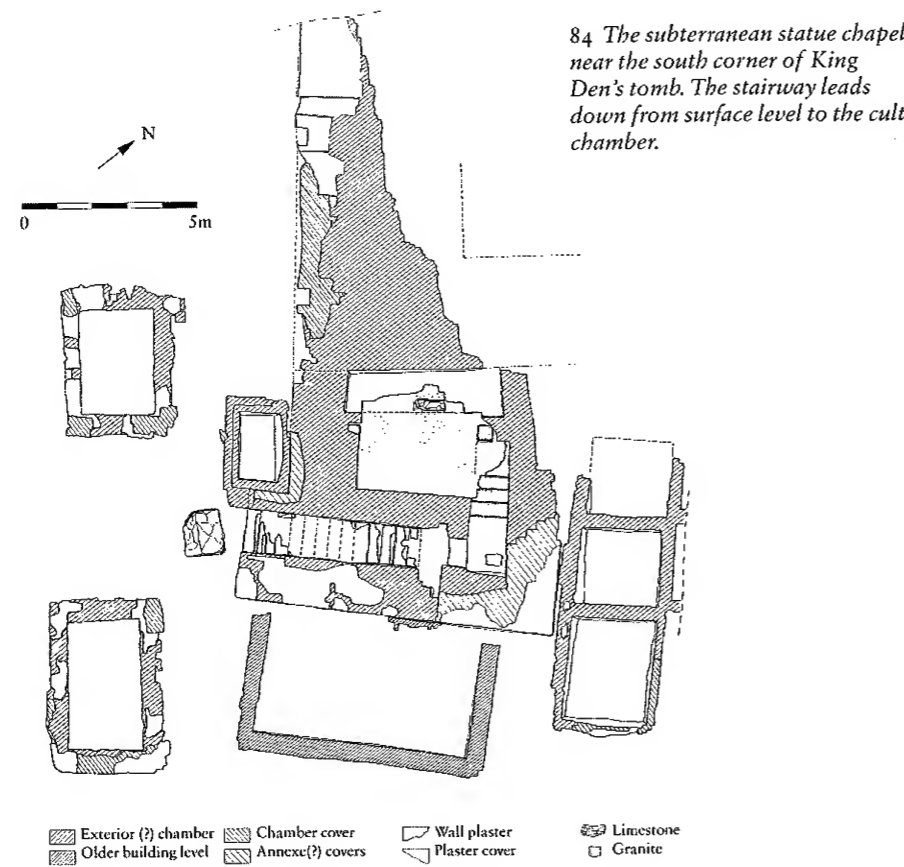 84 The subterranean statue chapel
near the south corner of King
Den's tomb. The stairway leads
down from surface level to the cult
chamber.
N
0 5m
Exterior (?) chamber Chamber cover Wall plaster Limestone
Older building level Annexe(?) covers Plaster cover Granite